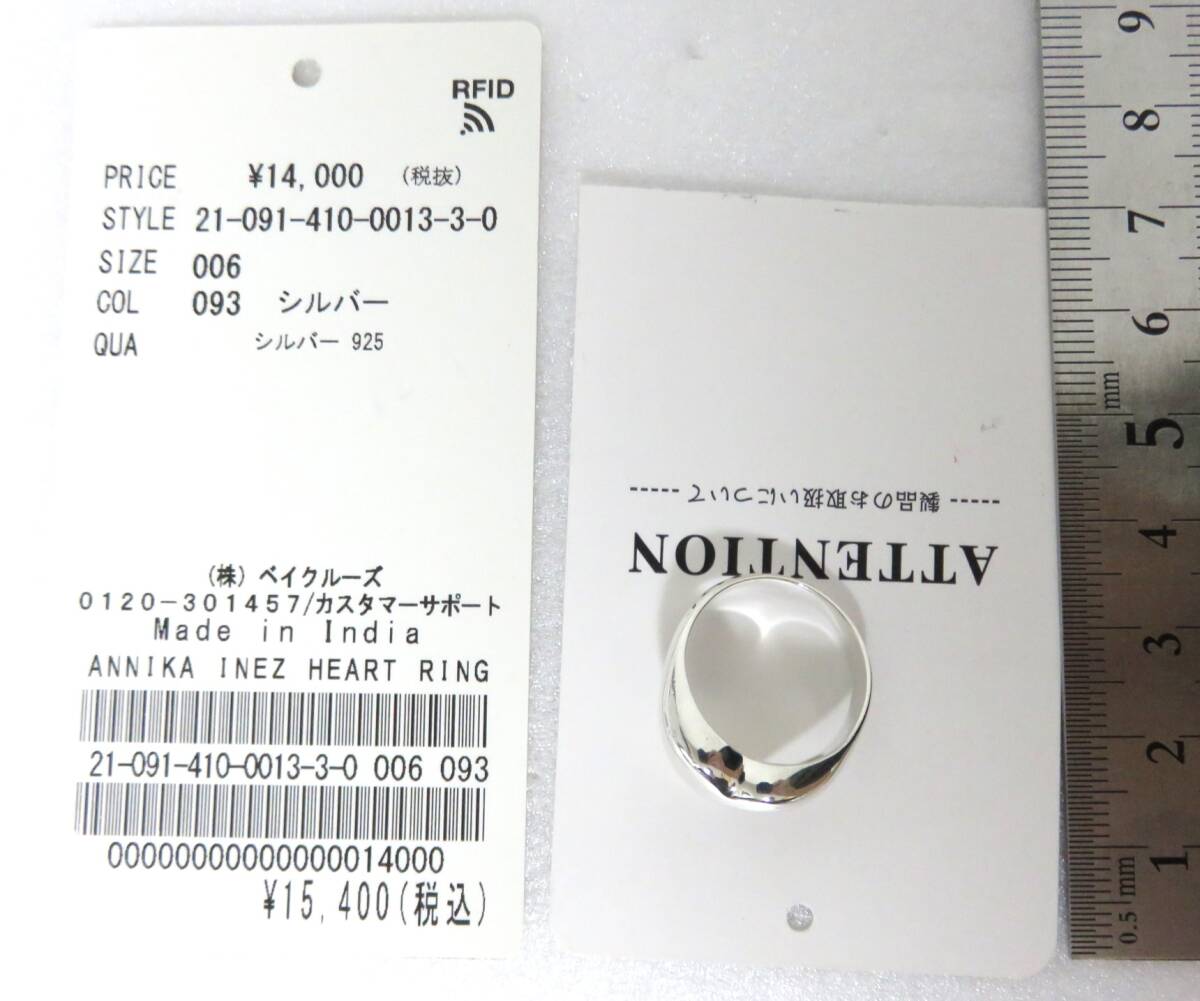 RFID
PRICE ¥14,000 (税抜)
STYLE 21-091-410-0013-3-0
SIZE 006
COL 093 シルバー
QUA シルバー 925
(株) ベイクルーズ
0120-301457/カスタマーサポート
Made in India
ANNIKA INEZ HEART RING
21-091-410-0013-3-0 006 093
00000000000000014000
¥15,400(税込)
ATTENTION
----- 製品のお取扱いについて -----
9
8
7
6
mm
5
4
3
2
1
0.5 mm